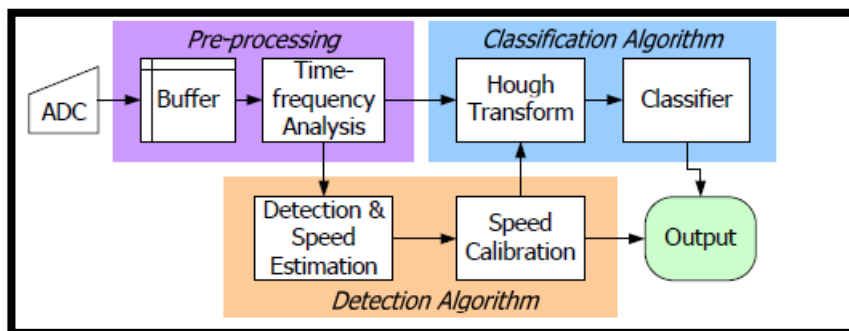 Pre-processing
Classification Algorithm
ADC
Buffer
Time-
frequency
Analysis
Hough
Transform
Classifier
Detection &
Speed
Estimation
Speed
Calibration
Output
Detection Algorithm